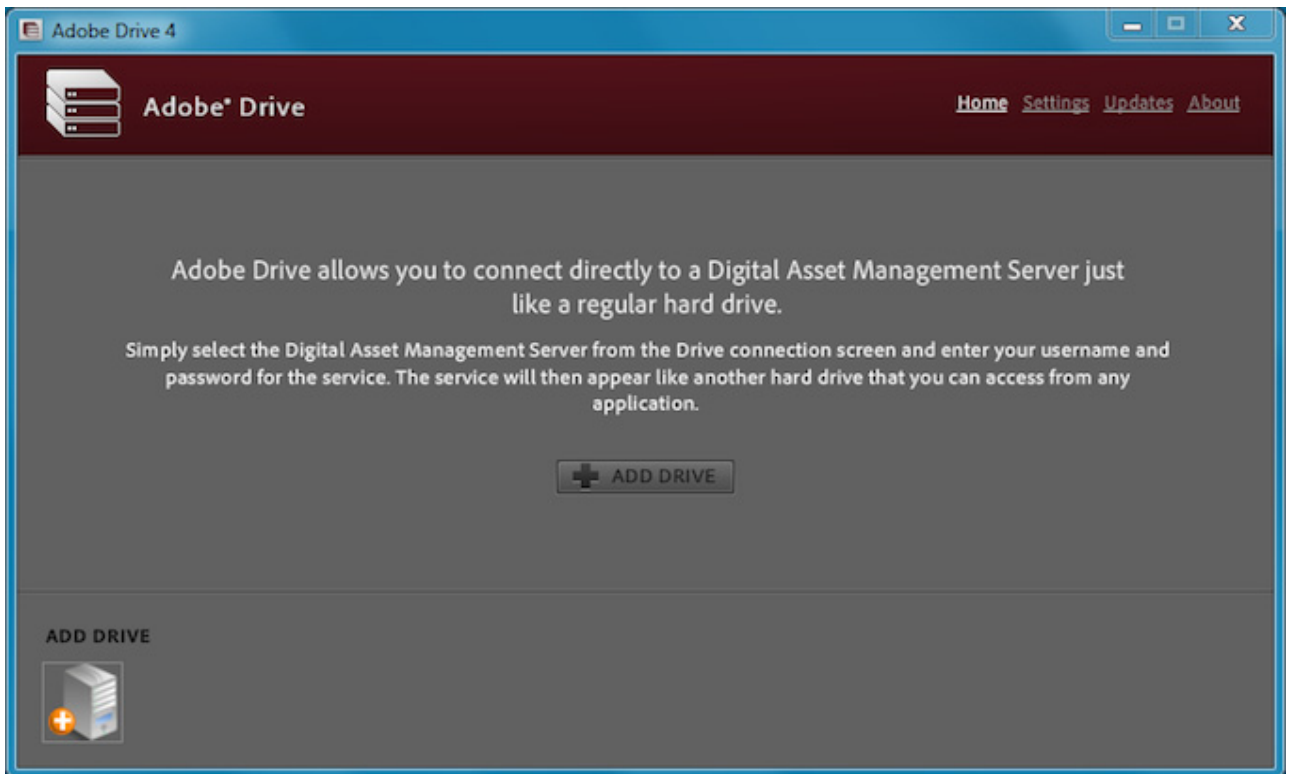 Adobe Drive 4
Adobe® Drive
Home Settings Updates About
Adobe Drive allows you to connect directly to a Digital Asset Management Server just
like a regular hard drive.
Simply select the Digital Asset Management Server from the Drive connection screen and enter your username and
password for the service. The service will then appear like another hard drive that you can access from any
application.
ADD DRIVE
ADD DRIVE